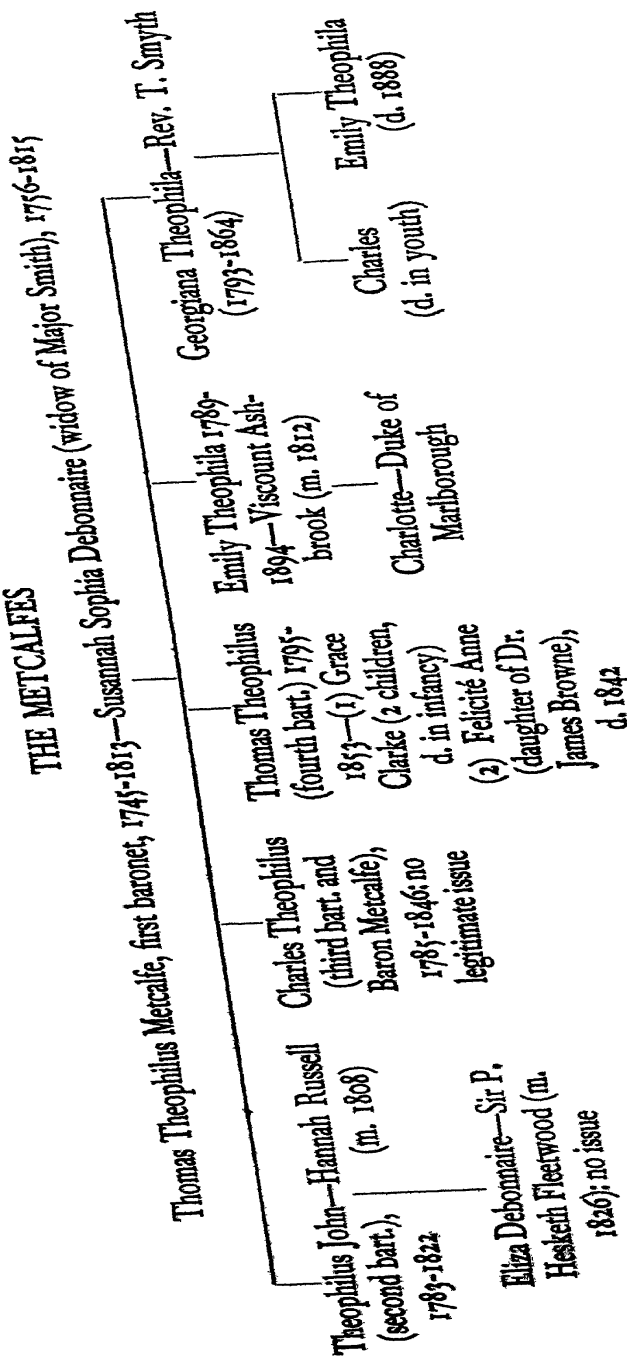 THE METCALFES
Thomas Theophilus Metcalfe, first baronet, 1745-1813—Susannah Sophia Debonnaire (widow of Major Smith), 1756-1815
Theophilus John—Hannah Russell
(second bart.), (m. 1808)
1783-1822
Eliza Debonnaire—Sir P.
Hesketh Fleetwood (m.
1826); no issue
Charles Theophilus
(third bart. and
Baron Metcalfe),
1785-1846; no
legitimate issue
Thomas Theophilus
(fourth bart.) 1795-
1853—(1) Grace
Clarke (2 children,
d. in infancy)
(2) Felicité Anne
(daughter of Dr.
James Browne),
d. 1842
Emily Theophila 1789-
1894—Viscount Ash-
brook (m. 1812)
Charlotte—Duke of
Marlborough
Georgiana Theophila—Rev. T. Smyth
(1793-1864)
Charles
(d. in youth)
Emily Theophila
(d. 1888)